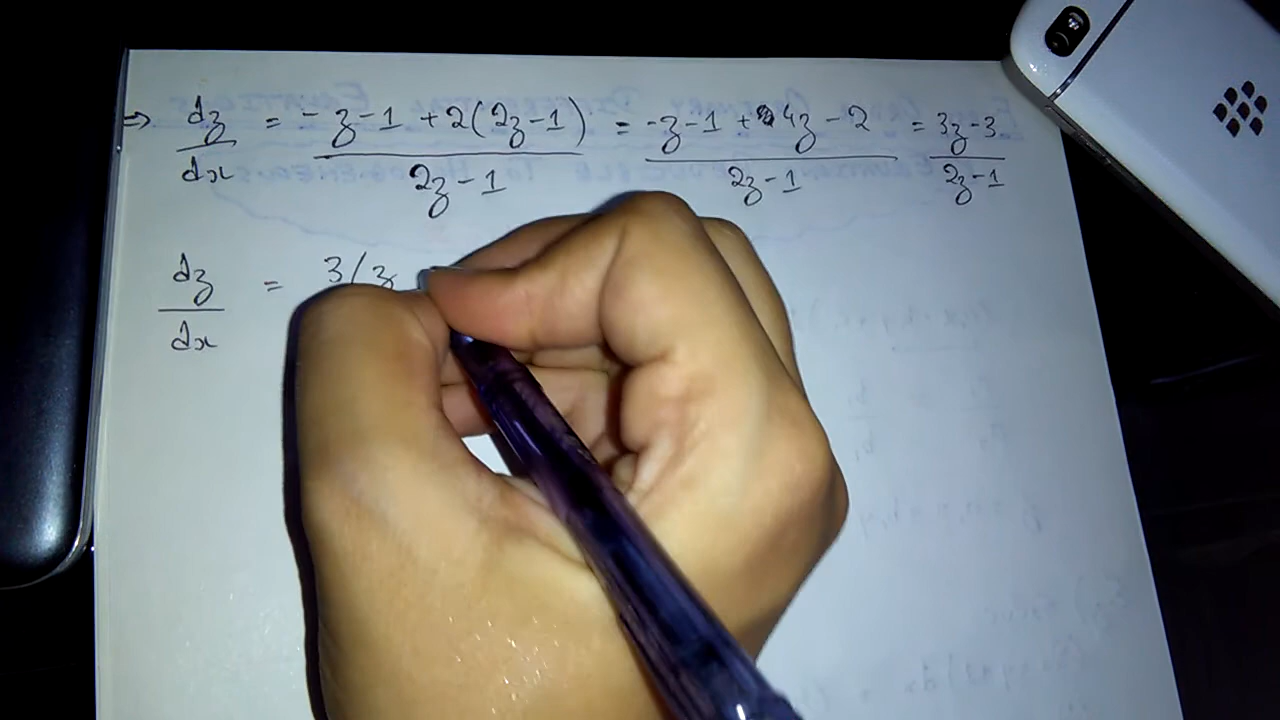 ⇒ dz/dx = -z-1+2(2z-1)/2z-1 = -z-1+4z-2/2z-1 = 3z-3/2z-1
dz/dx = 3(z